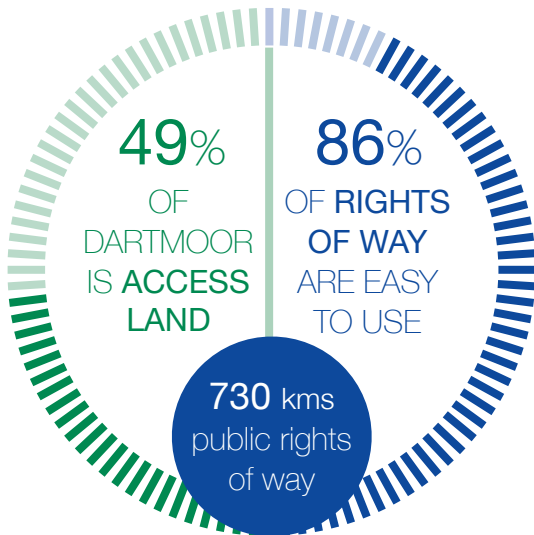 49%
OF
DARTMOOR
IS ACCESS
LAND
86%
OF RIGHTS
OF WAY
ARE EASY
TO USE
730 kms
public rights
of way